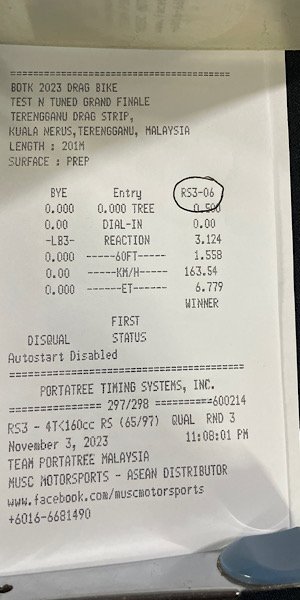 ========================================
BOTK 2023 DRAG BIKE
TEST N TUNED GRAND FINALE
TERENGGANU DRAG STRIP,
KUALA NERUS,TERENGGANU, MALAYSIA
LENGTH : 201M
SURFACE : PREP
BYE Entry RS3-06
0.000 0.000 TREE 0.500
0.00 DIAL-IN 0.00
-LB3- REACTION 3.124
0.000 ------60FT----- 1.558
0.00 ------KM/H----- 163.54
0.000 ------ET------- 6.779
WINNER
FIRST
DISQUAL STATUS
Autostart Disabled
========================================
PORTATREE TIMING SYSTEMS, INC.
================ 297/298 ==========600214
RS3 - 4T<160cc RS (65/97) QUAL RND 3
November 3, 2023 11:08:01 PM
TEAM PORTATREE MALAYSIA
MUSC MOTORSPORTS - ASEAN DISTRIBUTOR
www.facebook.com/muscmotorsports
+6016-6681490